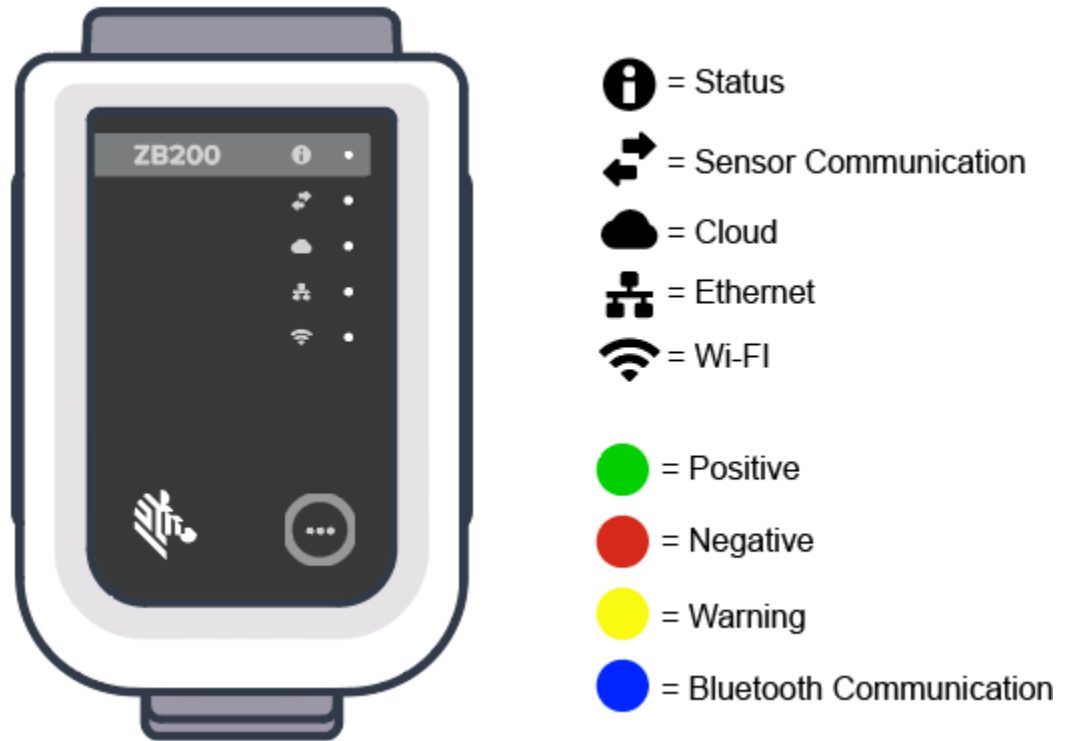 ZB200
= Status
= Sensor Communication
= Cloud
= Ethernet
= Wi-FI
= Positive
= Negative
= Warning
= Bluetooth Communication